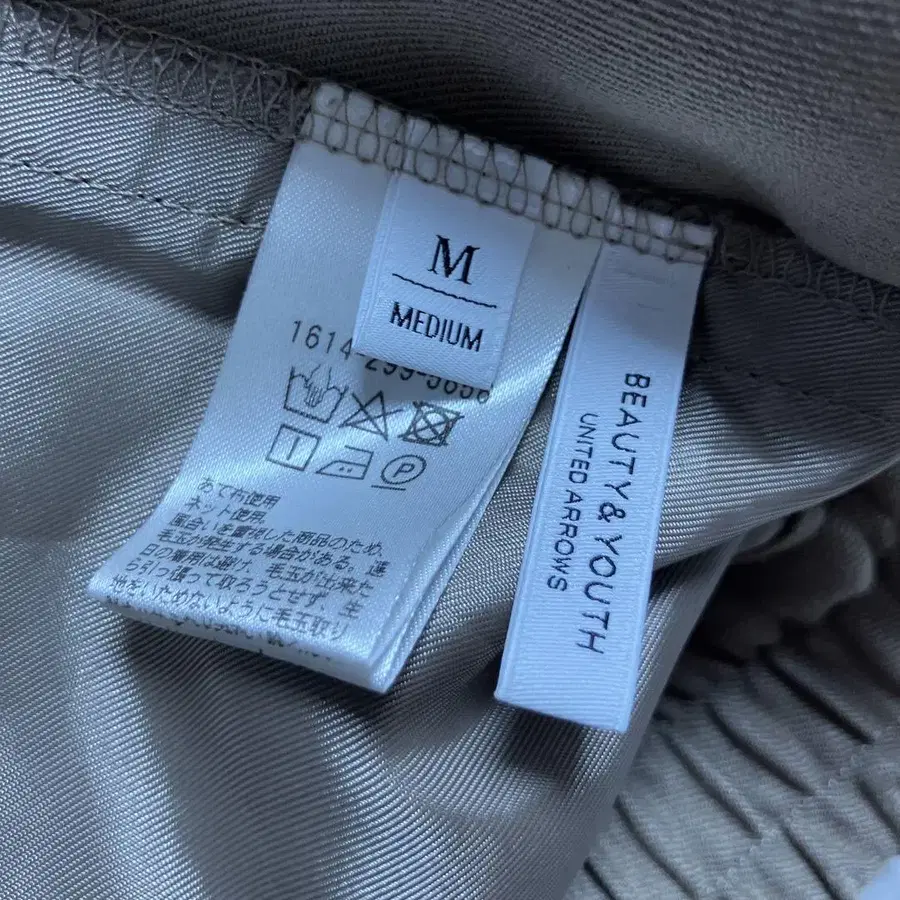 M
MEDIUM
1614-299-5656
P
あて布使用
ネット使用
風合いを重視した商品のため、
毛玉が発生する場合がある。連
日の着用は避け、毛玉が出来た
ら引っ張って取ろうとせず、生
地をいためないように毛玉取り
BEAUTY & YOUTH
UNITED ARROWS